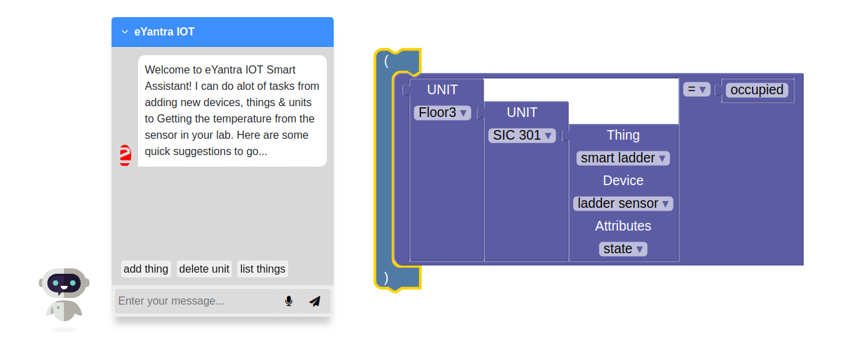 eYantra IOT
Welcome to eYantra IOT Smart
Assistant! I can do alot of tasks from
adding new devices, things & units
to Getting the temperature from the
sensor in your lab. Here are some
quick suggestions to go...
add thing delete unit list things
Enter your message...
(
UNIT
Floor3
UNIT
SIC 301
Thing
smart ladder
Device
ladder sensor
Attributes
state
= occupied
)